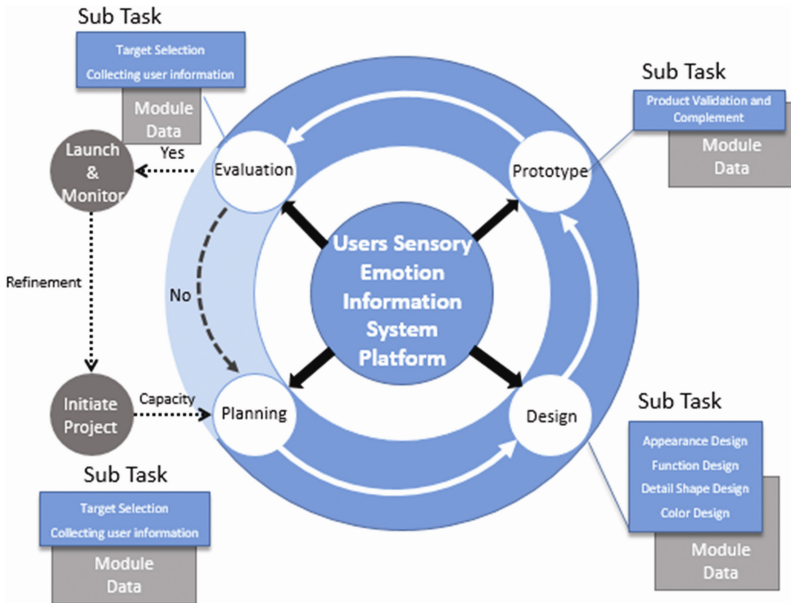 Sub Task
Target Selection
Collecting user information
Module
Data
Sub Task
Product Validation and
Complement
Module
Data
Launch
&
Monitor
Yes
Evaluation
Prototype
Users Sensory
Emotion
Information
System
Platform
Refinement
No
Initiate
Project
Capacity
Planning
Design
Sub Task
Appearance Design
Function Design
Detail Shape Design
Color Design
Module
Data
Sub Task
Target Selection
Collecting user information
Module
Data